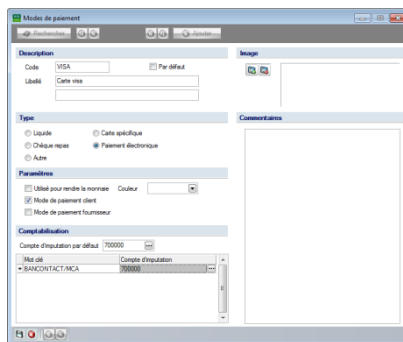 Modes de paiement
Rechercher
Ajouter
Description
Image
Code VISA Par défaut
Libellé Carte visa
Type
Commentaires
Liquide Carte spécifique
Chèque repas Paiement électronique
Autre
Paramètres
Utilisé pour rendre la monnaie Couleur
Mode de paiement client
Mode de paiement fournisseur
Comptabilisation
Compte d'imputation par défaut 700000
Mot clé Compte d'imputation
BANCONTACT/MCA 700000